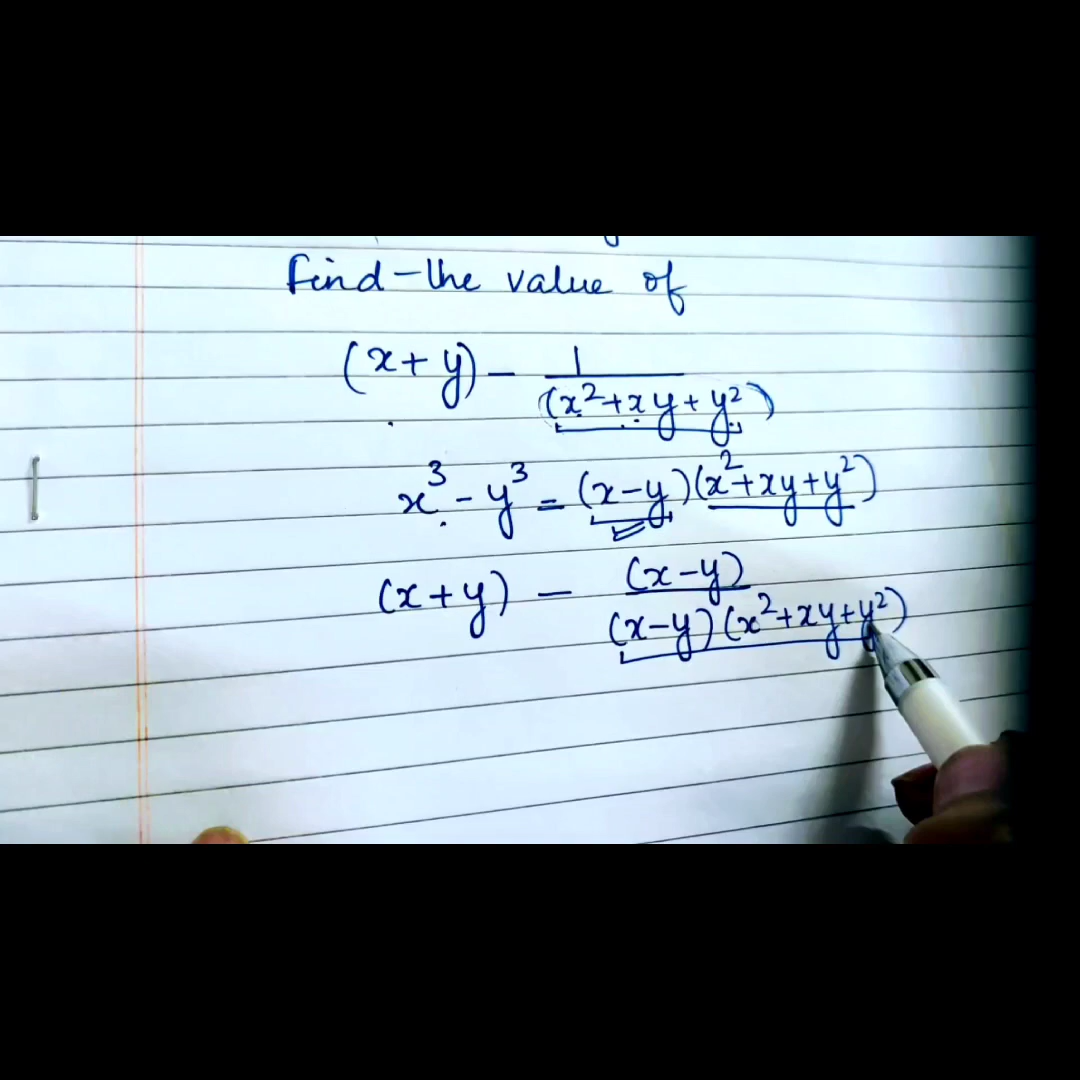 Find the value of
(x+y) - 1/(x²+xy+y²)
x³-y³ = (x-y)(x²+xy+y²)
(x+y) - (x-y)/(x-y)(x²+xy+y²)